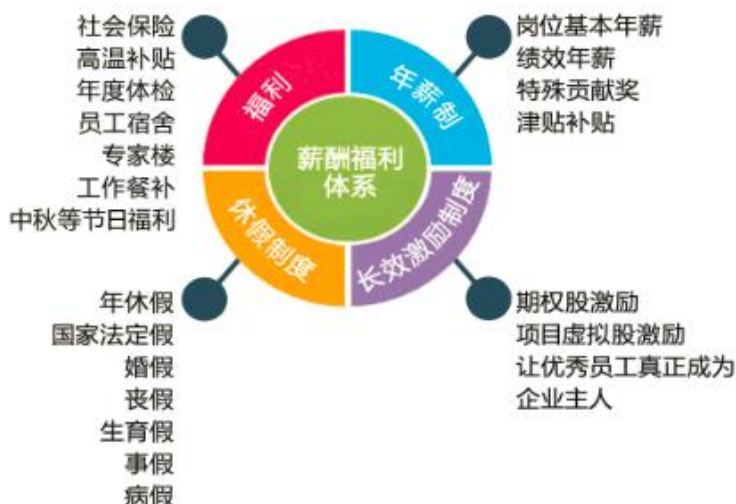 社会保险
高温补贴
年度体检
员工宿舍
专家楼
工作餐补
中秋等节日福利
岗位基本年薪
绩效年薪
特殊贡献奖
津贴补贴
福利
年薪制
薪酬福利
体系
休假制度
长效激励制度
年休假
国家法定假
婚假
丧假
生育假
事假
病假
期权股激励
项目虚拟股激励
让优秀员工真正成为
企业主人